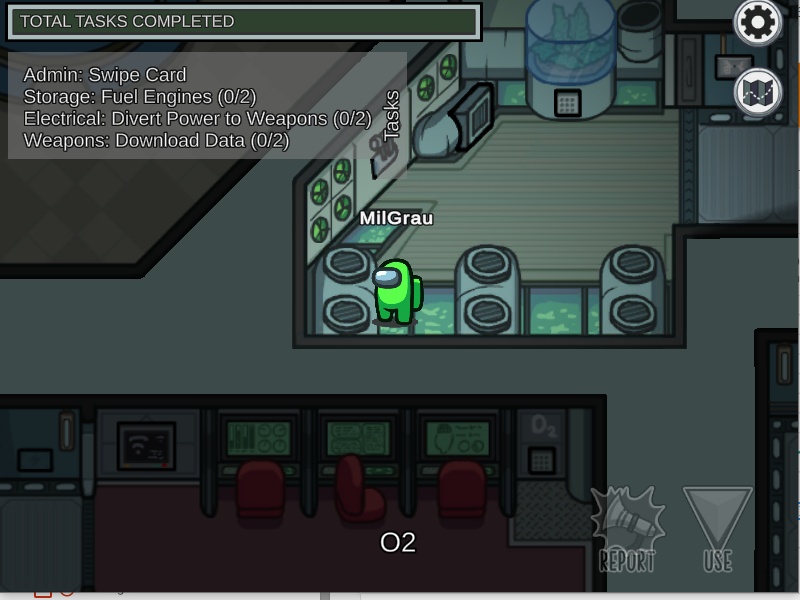 TOTAL TASKS COMPLETED
Admin: Swipe Card
Storage: Fuel Engines (0/2)
Electrical: Divert Power to Weapons (0/2)
Weapons: Download Data (0/2)
Tasks
MilGrau
O2
O2
REPORT
USE